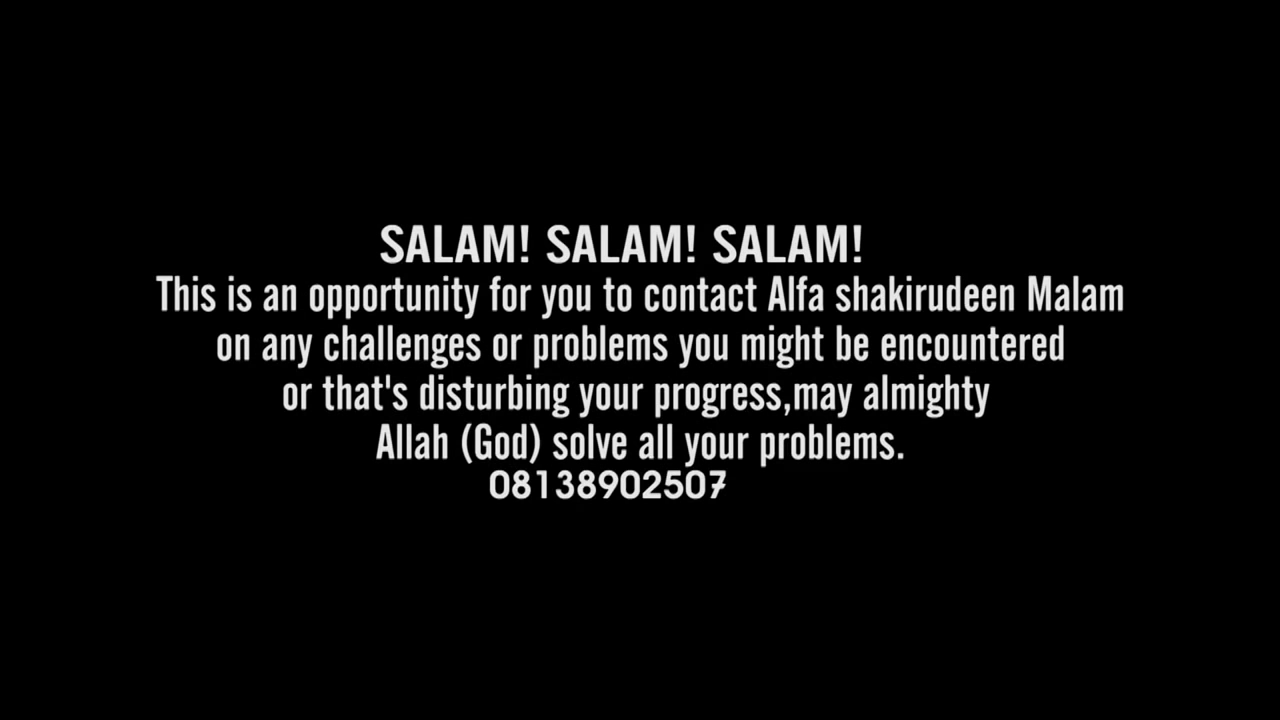 SALAM! SALAM! SALAM!
This is an opportunity for you to contact Alfa shakirudeen Malam
on any challenges or problems you might be encountered
or that's disturbing your progress,may almighty
Allah (God) solve all your problems.
08138902507